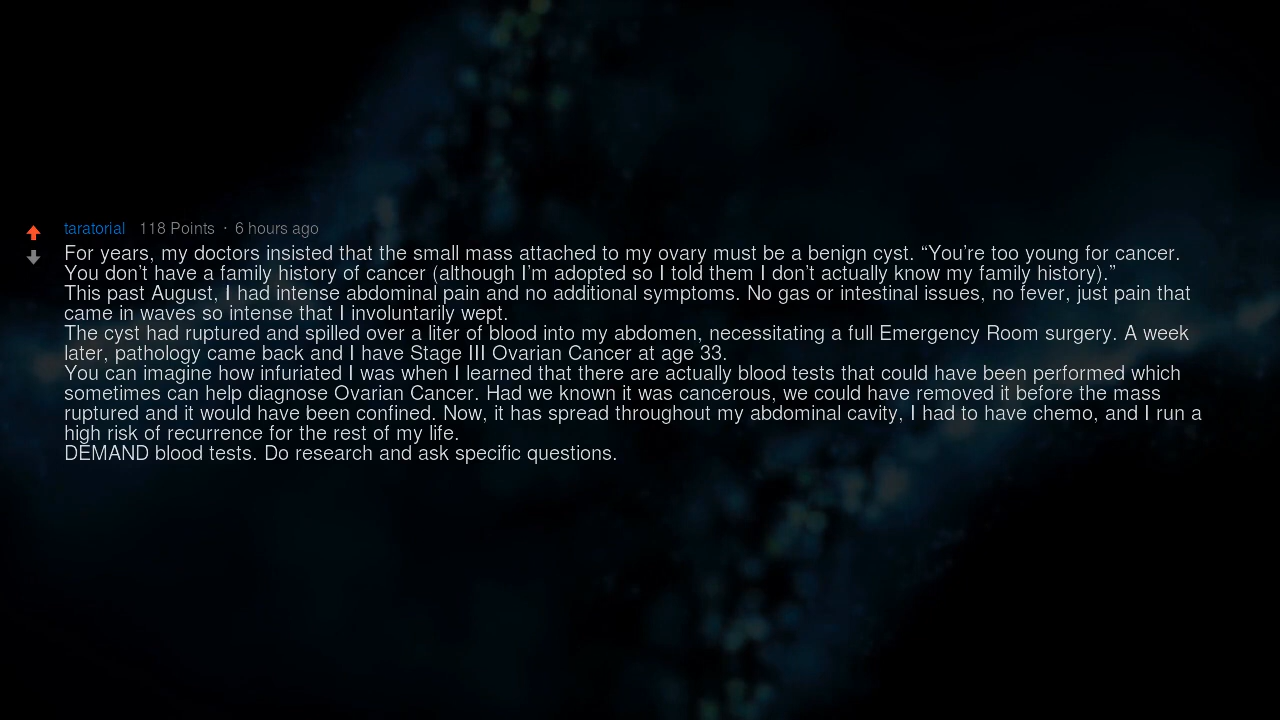 taratorial 118 Points · 6 hours ago
For years, my doctors insisted that the small mass attached to my ovary must be a benign cyst. “You’re too young for cancer.
You don’t have a family history of cancer (although I’m adopted so I told them I don’t actually know my family history).”
This past August, I had intense abdominal pain and no additional symptoms. No gas or intestinal issues, no fever, just pain that
came in waves so intense that I involuntarily wept.
The cyst had ruptured and spilled over a liter of blood into my abdomen, necessitating a full Emergency Room surgery. A week
later, pathology came back and I have Stage III Ovarian Cancer at age 33.
You can imagine how infuriated I was when I learned that there are actually blood tests that could have been performed which
sometimes can help diagnose Ovarian Cancer. Had we known it was cancerous, we could have removed it before the mass
ruptured and it would have been confined. Now, it has spread throughout my abdominal cavity, I had to have chemo, and I run a
high risk of recurrence for the rest of my life.
DEMAND blood tests. Do research and ask specific questions.